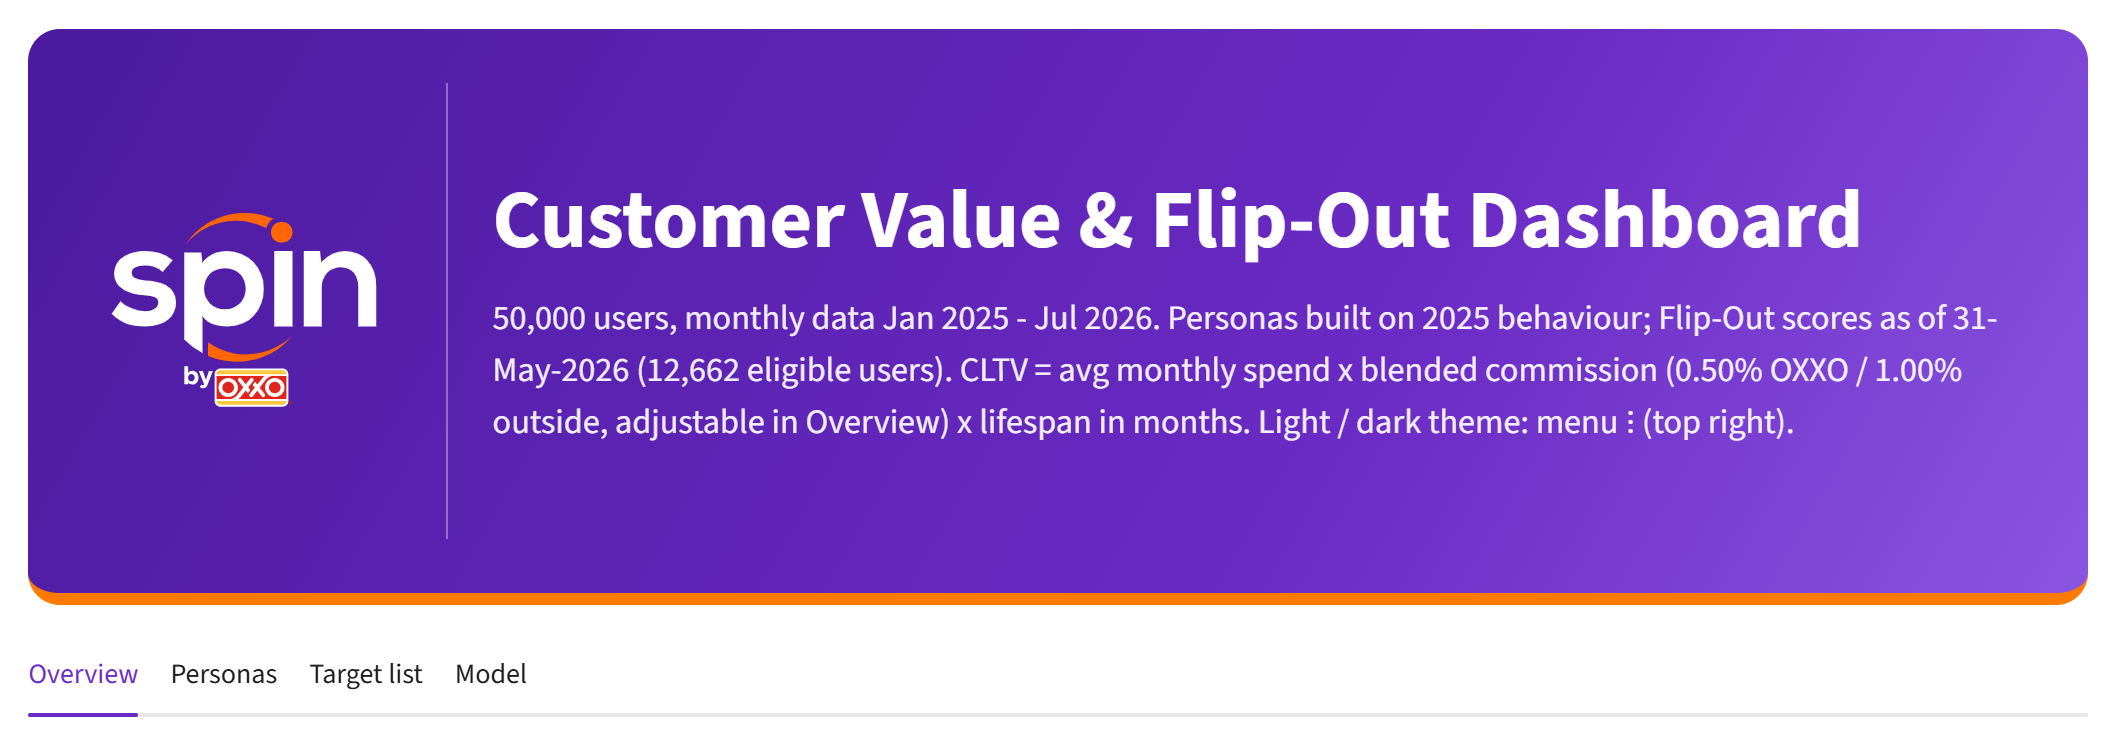 spin
by OXXO
Customer Value & Flip-Out Dashboard
50,000 users, monthly data Jan 2025 - Jul 2026. Personas built on 2025 behaviour; Flip-Out scores as of 31-
May-2026 (12,662 eligible users). CLTV = avg monthly spend x blended commission (0.50% OXXO / 1.00%
outside, adjustable in Overview) x lifespan in months. Light / dark theme: menu ⋮ (top right).
Overview Personas Target list Model